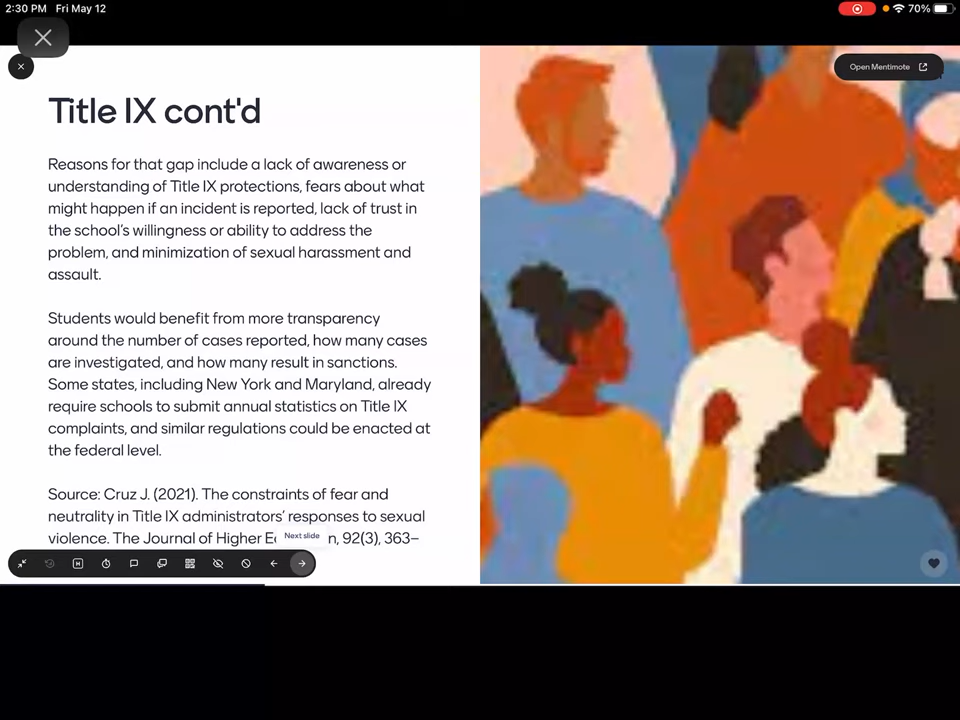 2:30 PM Fri May 12
70%
Open Mentimote
Title IX cont'd
Reasons for that gap include a lack of awareness or
understanding of Title IX protections, fears about what
might happen if an incident is reported, lack of trust in
the school's willingness or ability to address the
problem, and minimization of sexual harassment and
assault.
Students would benefit from more transparency
around the number of cases reported, how many cases
are investigated, and how many result in sanctions.
Some states, including New York and Maryland, already
require schools to submit annual statistics on Title IX
complaints, and similar regulations could be enacted at
the federal level.
Source: Cruz J. (2021). The constraints of fear and
neutrality in Title IX administrators' responses to sexual
violence. The Journal of Higher n, 92(3), 363–
Next slide